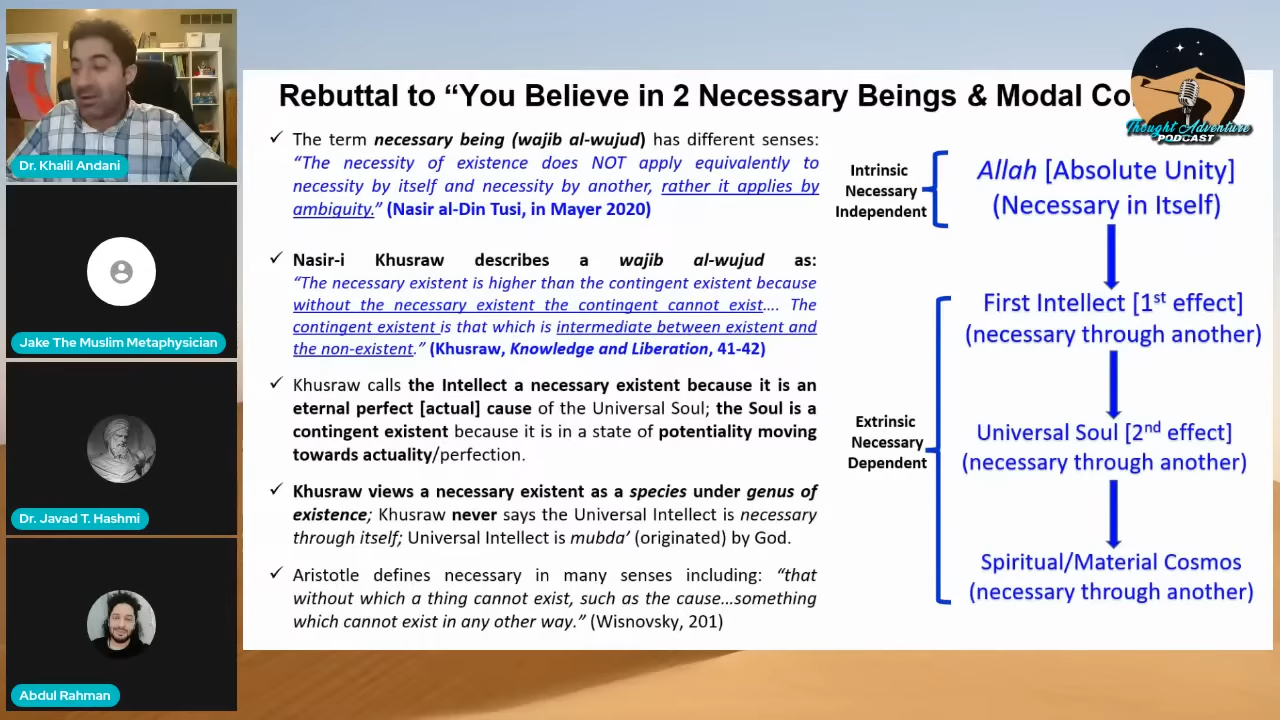 Dr. Khalil Andani
Jake The Muslim Metaphysician
Dr. Javad T. Hashmi
Abdul Rahman
Rebuttal to “You Believe in 2 Necessary Beings & Modal Co
Thought Adventure
PODCAST
✓ The term necessary being (wajib al-wujud) has different senses:
“The necessity of existence does NOT apply equivalently to
necessity by itself and necessity by another, rather it applies by
ambiguity.” (Nasir al-Din Tusi, in Mayer 2020)
✓ Nasir-i Khusraw describes a wajib al-wujud as:
“The necessary existent is higher than the contingent existent because
without the necessary existent the contingent cannot exist…. The
contingent existent is that which is intermediate between existent and
the non-existent.” (Khusraw, Knowledge and Liberation, 41-42)
✓ Khusraw calls the Intellect a necessary existent because it is an
eternal perfect [actual] cause of the Universal Soul; the Soul is a
contingent existent because it is in a state of potentiality moving
towards actuality/perfection.
✓ Khusraw views a necessary existent as a species under genus of
existence; Khusraw never says the Universal Intellect is necessary
through itself; Universal Intellect is mubda’ (originated) by God.
✓ Aristotle defines necessary in many senses including: “that
without which a thing cannot exist, such as the cause…something
which cannot exist in any other way.” (Wisnovsky, 201)
Intrinsic
Necessary
Independent
Allah [Absolute Unity]
(Necessary in Itself)
Extrinsic
Necessary
Dependent
First Intellect [1st effect]
(necessary through another)
Universal Soul [2nd effect]
(necessary through another)
Spiritual/Material Cosmos
(necessary through another)